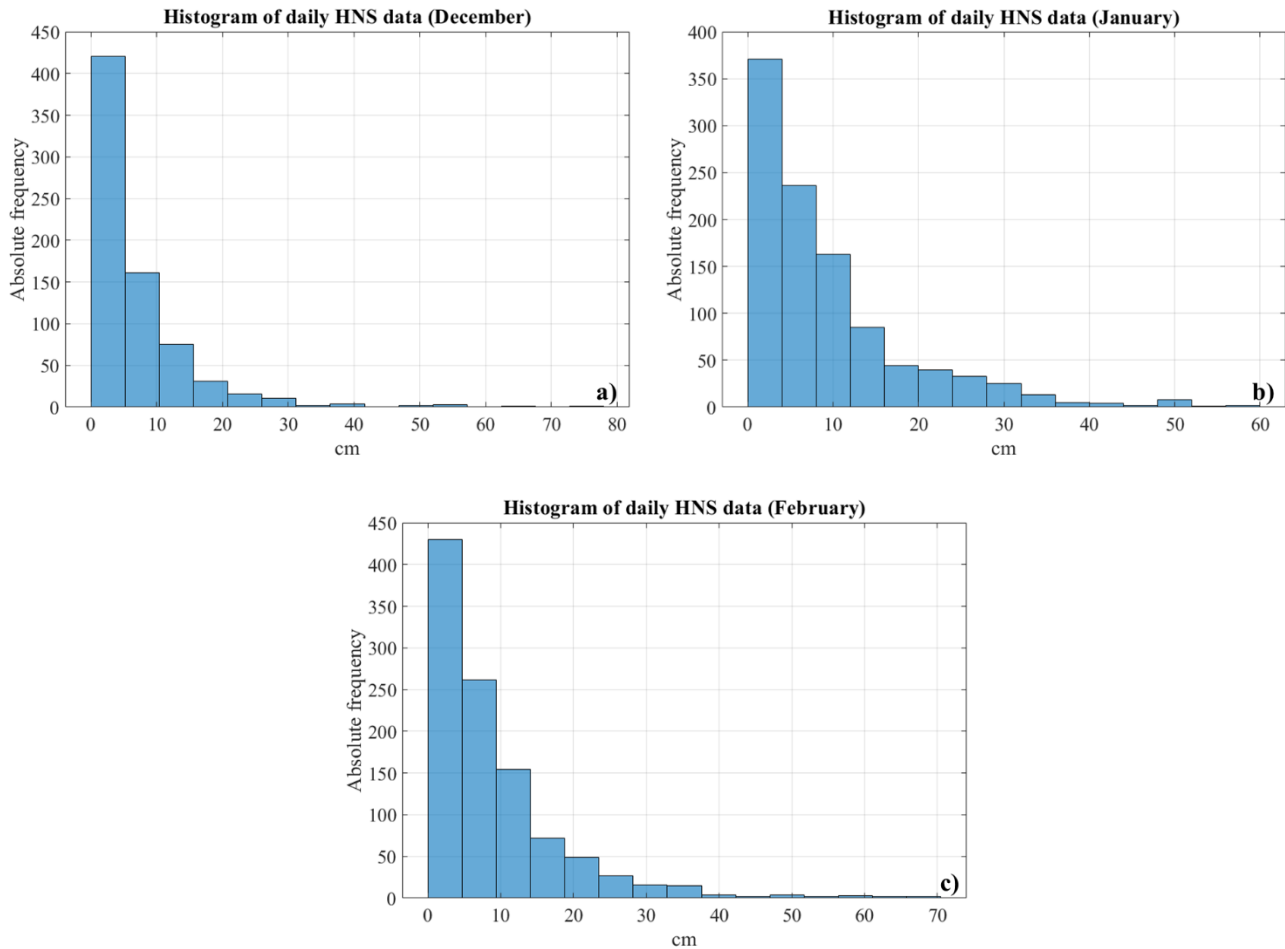 Histogram of daily HNS data (December)
450
400
350
300
250
200
150
100
50
0
Absolute frequency
0 10 20 30 40 50 60 70 80
cm
a)
Histogram of daily HNS data (January)
400
350
300
250
200
150
100
50
0
Absolute frequency
0 10 20 30 40 50 60
cm
b)
Histogram of daily HNS data (February)
450
400
350
300
250
200
150
100
50
0
Absolute frequency
0 10 20 30 40 50 60 70
cm
c)